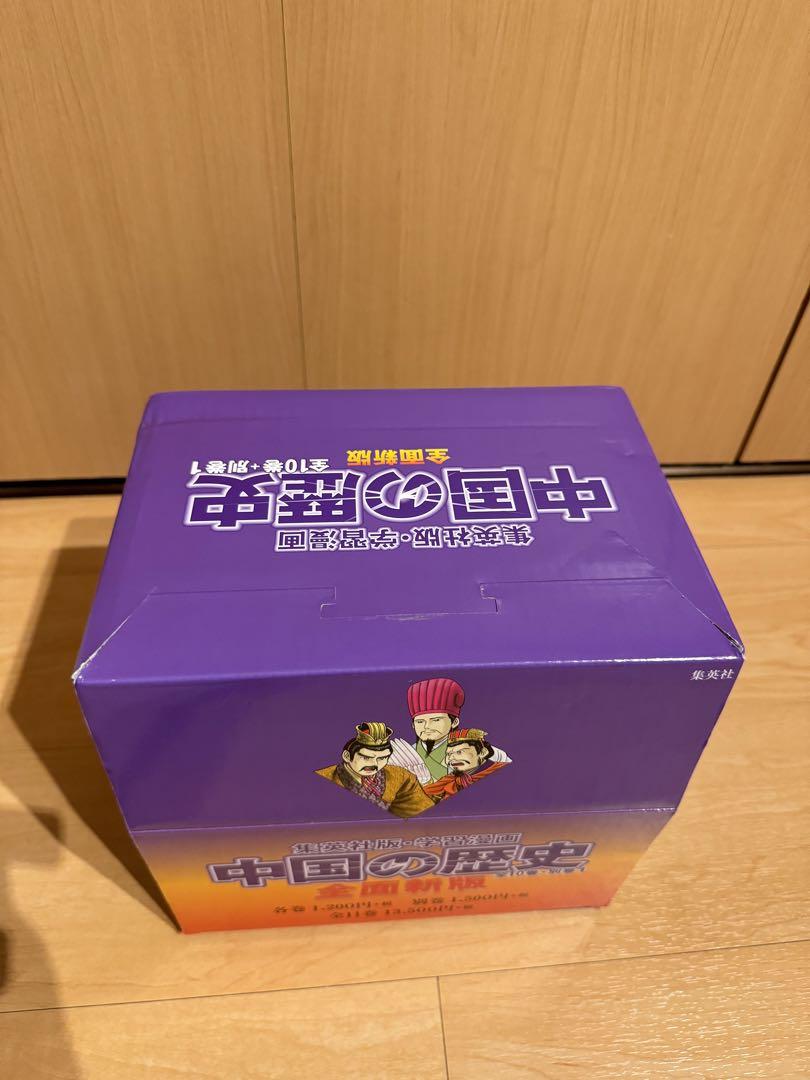 集英社版・学習漫画
中国の歴史
全10巻+別巻1
全面新版
集英社
集英社版・学習漫画
中国の歴史
全面新版